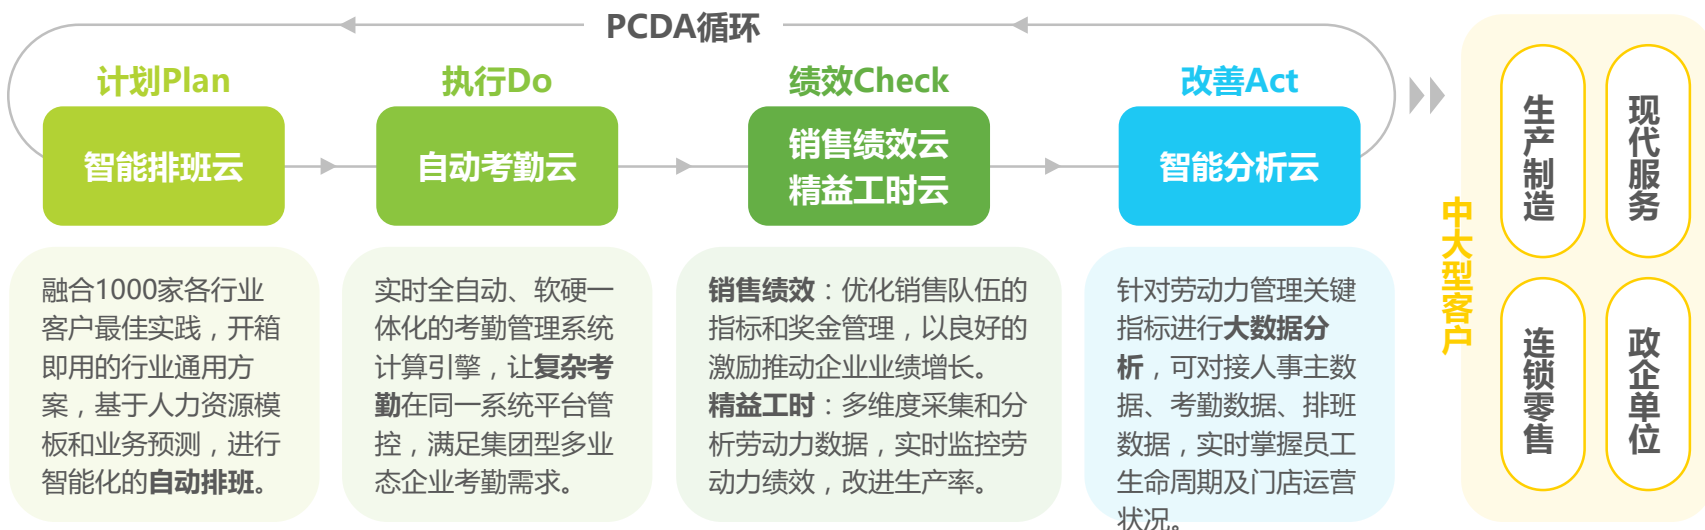 PCDA循环
计划Plan
智能排班云
融合1000家各行业
客户最佳实践，开箱
即用的行业通用方
案，基于人力资源模
板和业务预测，进行
智能化的自动排班。
执行Do
自动考勤云
实时全自动、软硬一
体化的考勤管理系统
计算引擎，让复杂考
勤在同一系统平台管
控，满足集团型多业
态企业考勤需求。
绩效Check
销售绩效云
精益工时云
销售绩效：优化销售队伍的
指标和奖金管理，以良好的
激励推动企业业绩增长。
精益工时：多维度采集和分
析劳动力数据，实时监控劳
动力绩效，改进生产率。
改善Act
智能分析云
针对劳动力管理关键
指标进行大数据分
析，可对接人事主数
据、考勤数据、排班
数据，实时掌握员工
生命周期及门店运营
状况。
中大型客户
生产制造
现代服务
连锁零售
政企单位